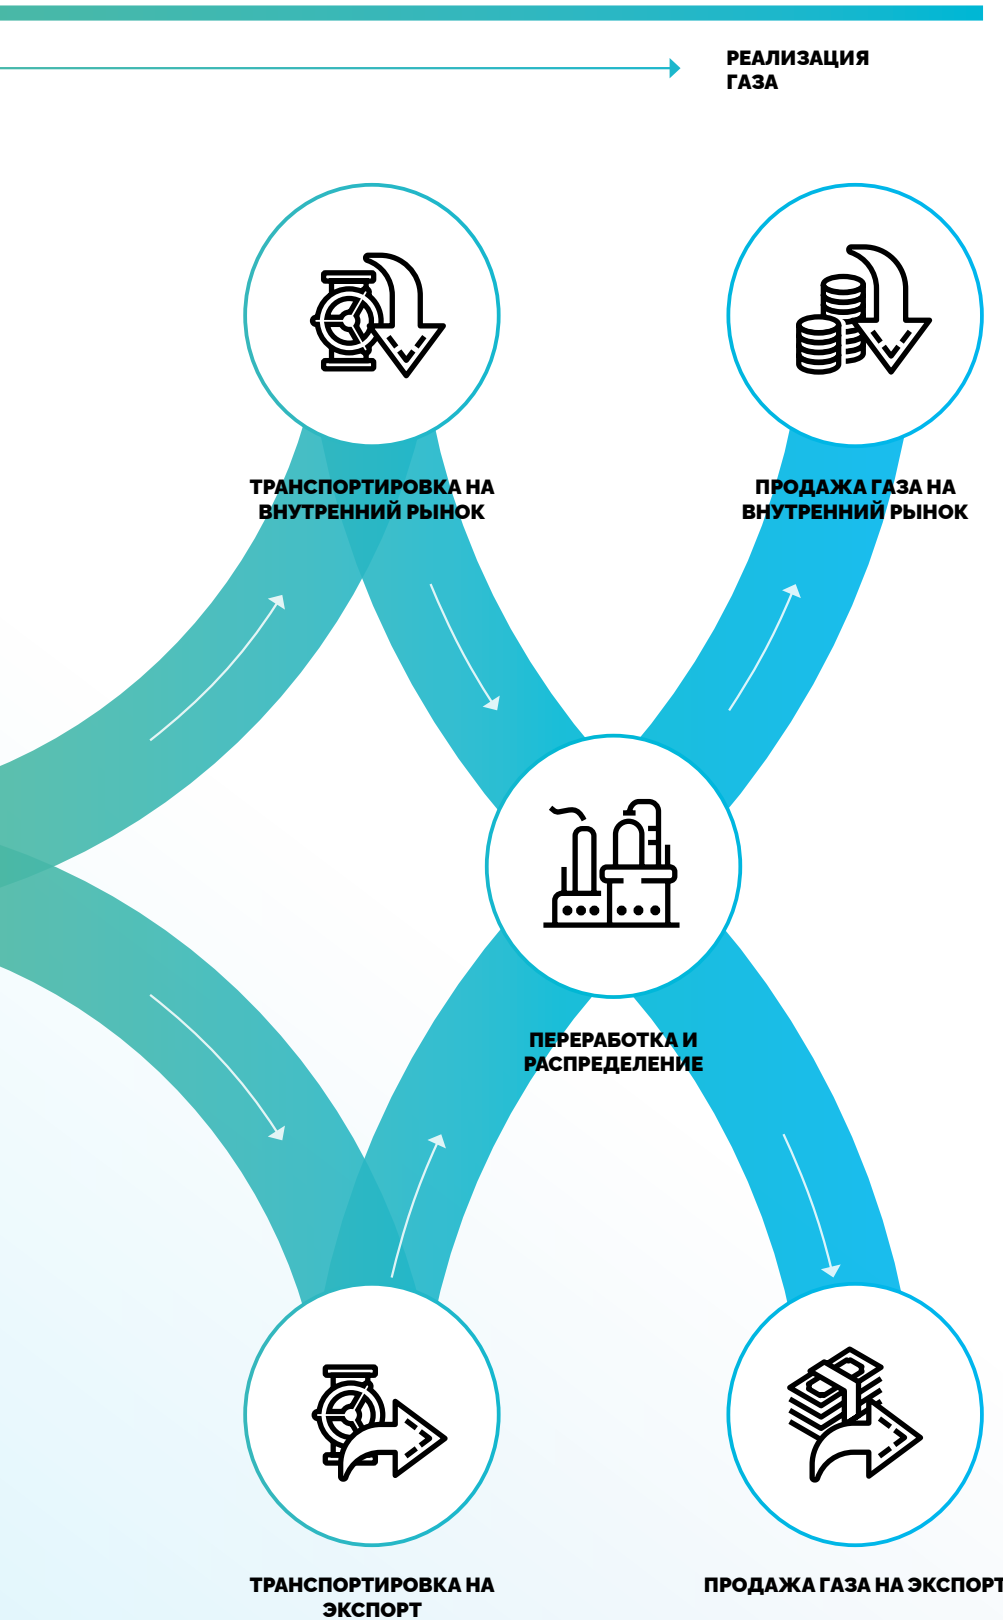 РЕАЛИЗАЦИЯ
ГАЗА
ТРАНСПОРТИРОВКА НА
ВНУТРЕННИЙ РЫНОК
ПРОДАЖА ГАЗА НА
ВНУТРЕННИЙ РЫНОК
ПЕРЕРАБОТКА И
РАСПРЕДЕЛЕНИЕ
ТРАНСПОРТИРОВКА НА
ЭКСПОРТ
ПРОДАЖА ГАЗА НА ЭКСПОРТ